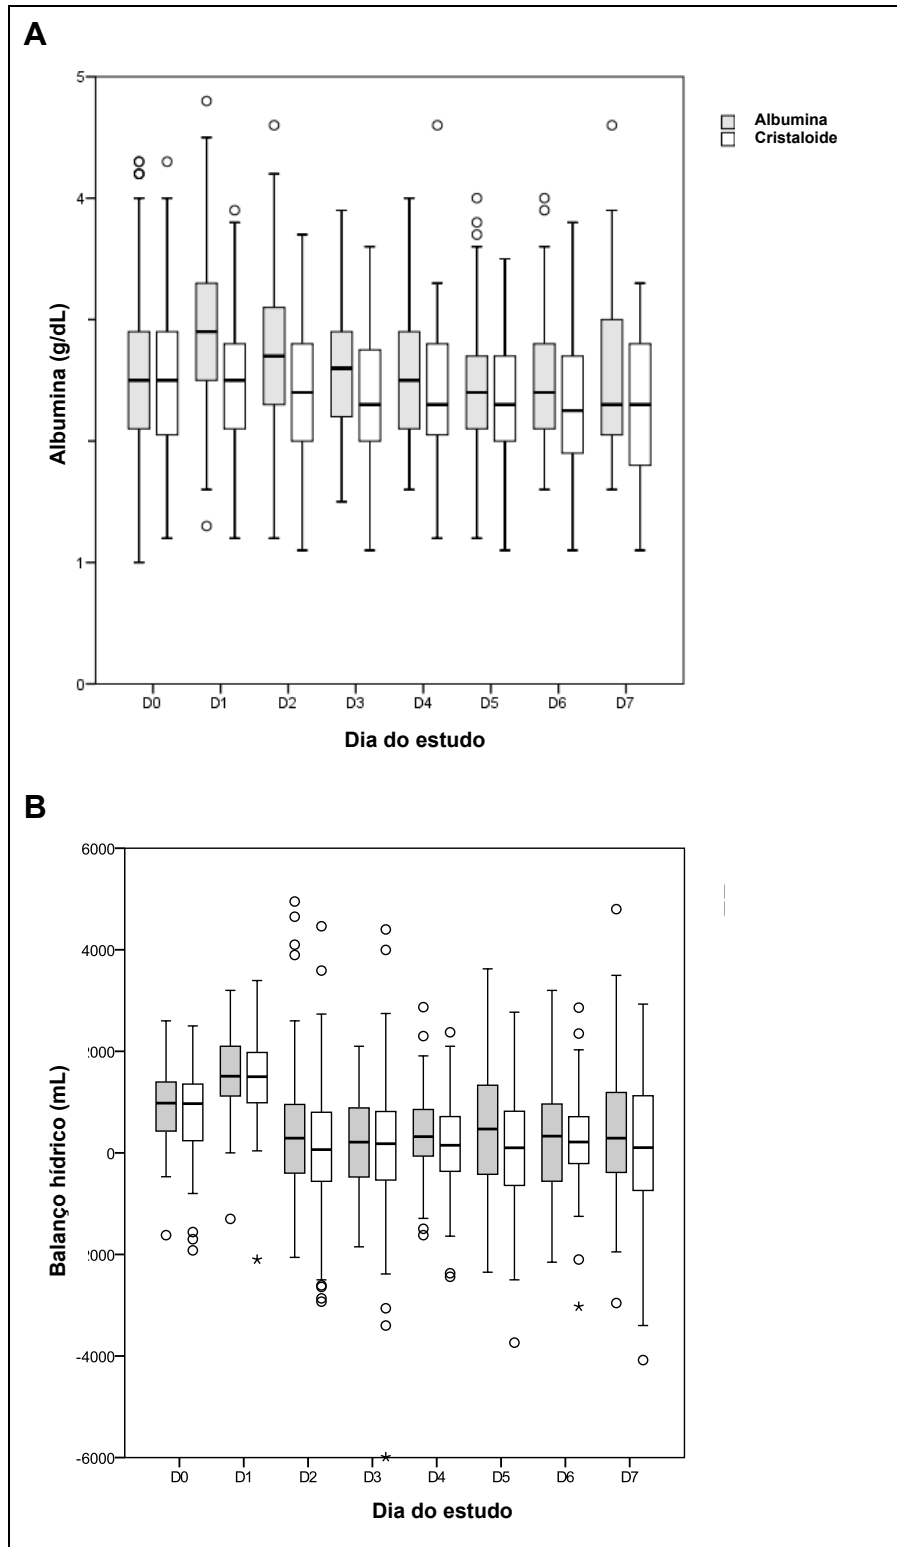 A
5
4
1
0
Albumina (g/dL)
D0 D1 D2 D3 D4 D5 D6 D7
Dia do estudo
Albumina
Cristaloide
B
6000
4000
2000
0
2000
-4000
-6000
Balanço hídrico (mL)
D0 D1 D2 D3 D4 D5 D6 D7
Dia do estudo